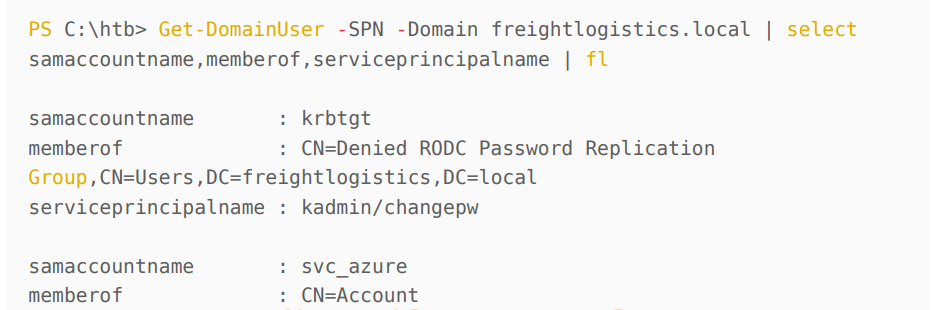 PS C:\htb> Get-DomainUser -SPN -Domain freightlogistics.local | select
samaccountname,memberof,serviceprincipalname | fl
samaccountname       : krbtgt
memberof             : CN=Denied RODC Password Replication
Group,CN=Users,DC=freightlogistics,DC=local
serviceprincipalname : kadmin/changepw
samaccountname       : svc_azure
memberof             : CN=Account